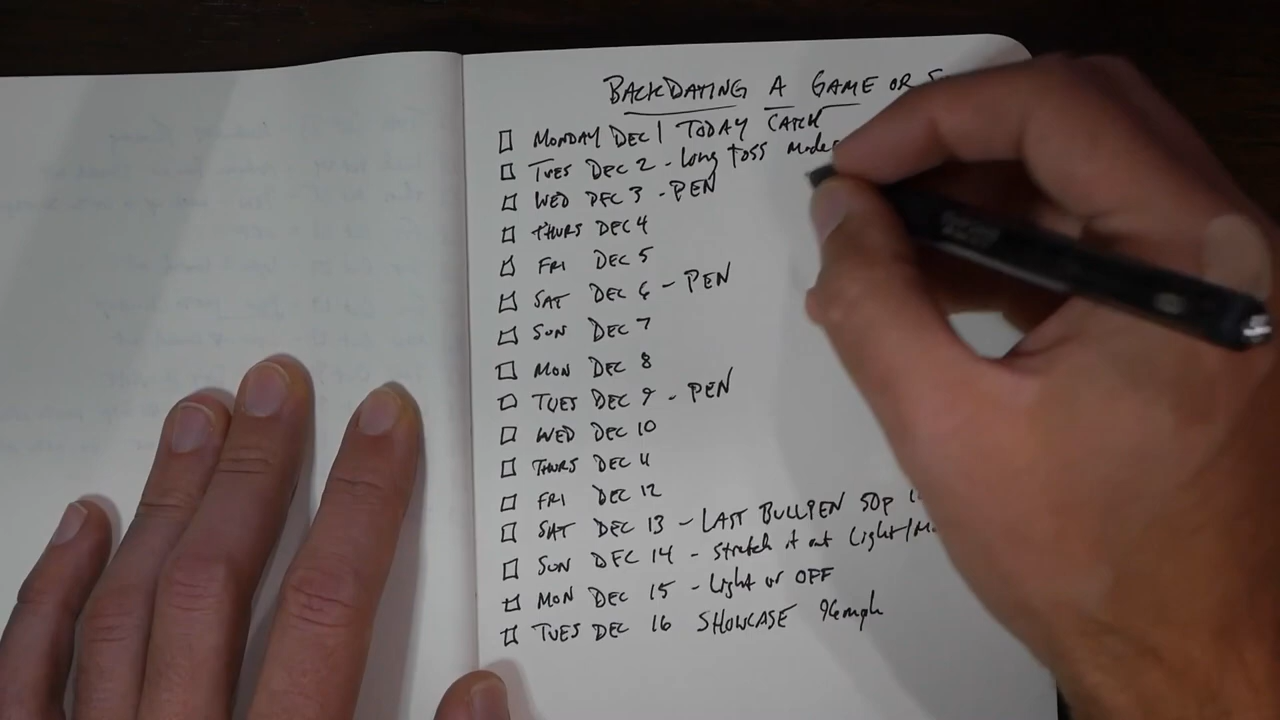 BACKDATING A GAME OR
MONDAY DEC 1 TODAY CATCH
TUES DEC 2 - Long Toss
WED DEC 3 - PEN
THURS DEC 4
FRI DEC 5
SAT DEC 6 - PEN
SUN DEC 7
MON DEC 8
TUES DEC 9 - PEN
WED DEC 10
THURS DEC 11
FRI DEC 12
SAT DEC 13 - LAST BULLPEN 50P
SUN DEC 14 - Stretch it out Light/
MON DEC 15 - Light or OFF
TUES DEC 16 SHOWCASE 96mph